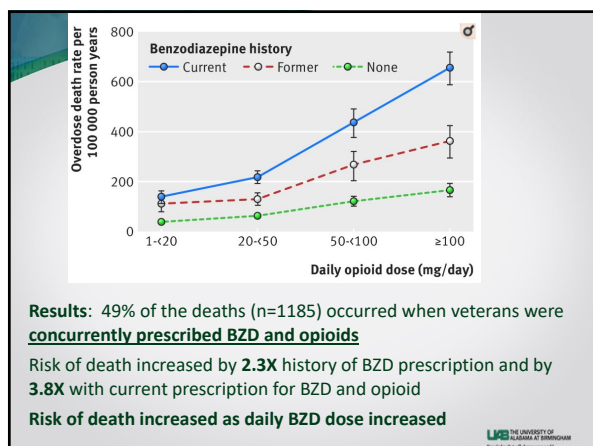 Overdose death rate per
100 000 person years
800
600
400
200
0
Benzodiazepine history
Current Former None
1-<20 20-<50 50-<100 ≥100
Daily opioid dose (mg/day)
Results: 49% of the deaths (n=1185) occurred when veterans were
concurrently prescribed BZD and opioids
Risk of death increased by 2.3X history of BZD prescription and by
3.8X with current prescription for BZD and opioid
Risk of death increased as daily BZD dose increased
UAB THE UNIVERSITY OF
ALABAMA AT BIRMINGHAM